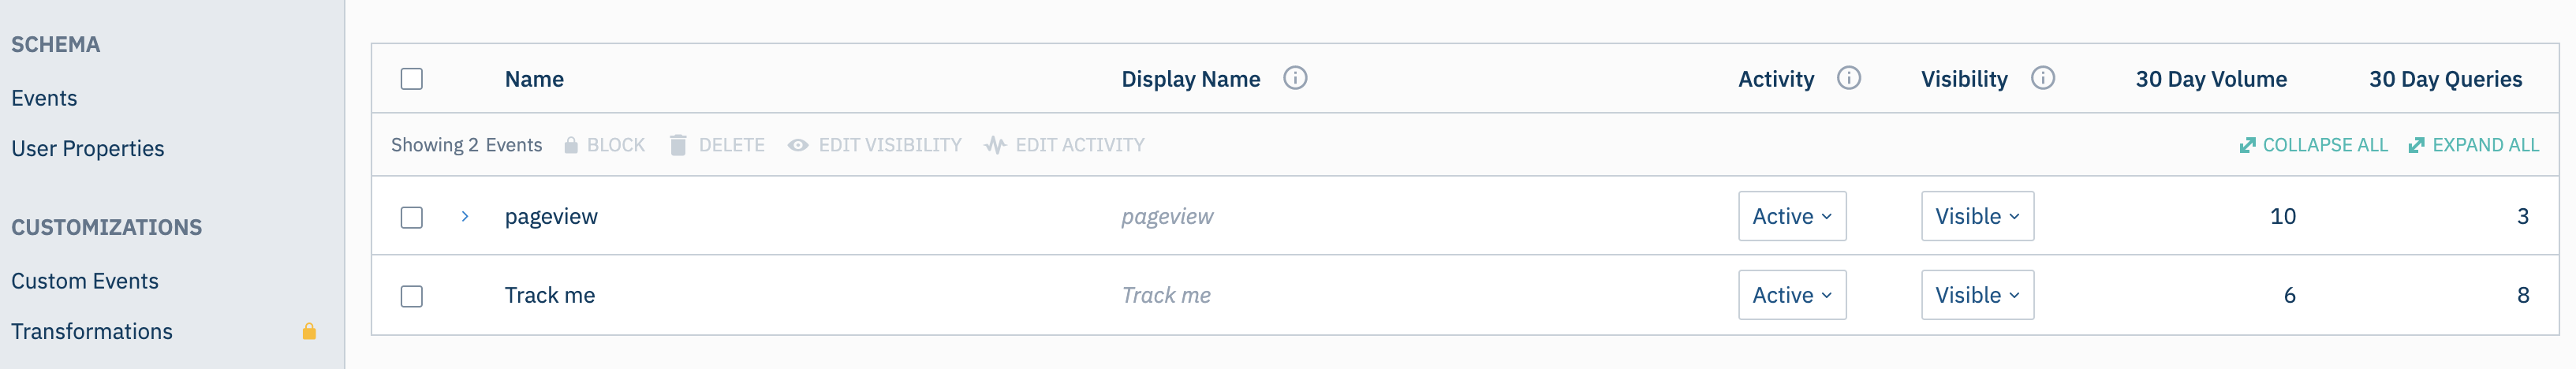 SCHEMA
Events
User Properties
CUSTOMIZATIONS
Custom Events
Transformations
Name Display Name Activity Visibility 30 Day Volume 30 Day Queries
Showing 2 Events BLOCK DELETE EDIT VISIBILITY EDIT ACTIVITY COLLAPSE ALL EXPAND ALL
pageview pageview Active Visible 10 3
Track me Track me Active Visible 6 8